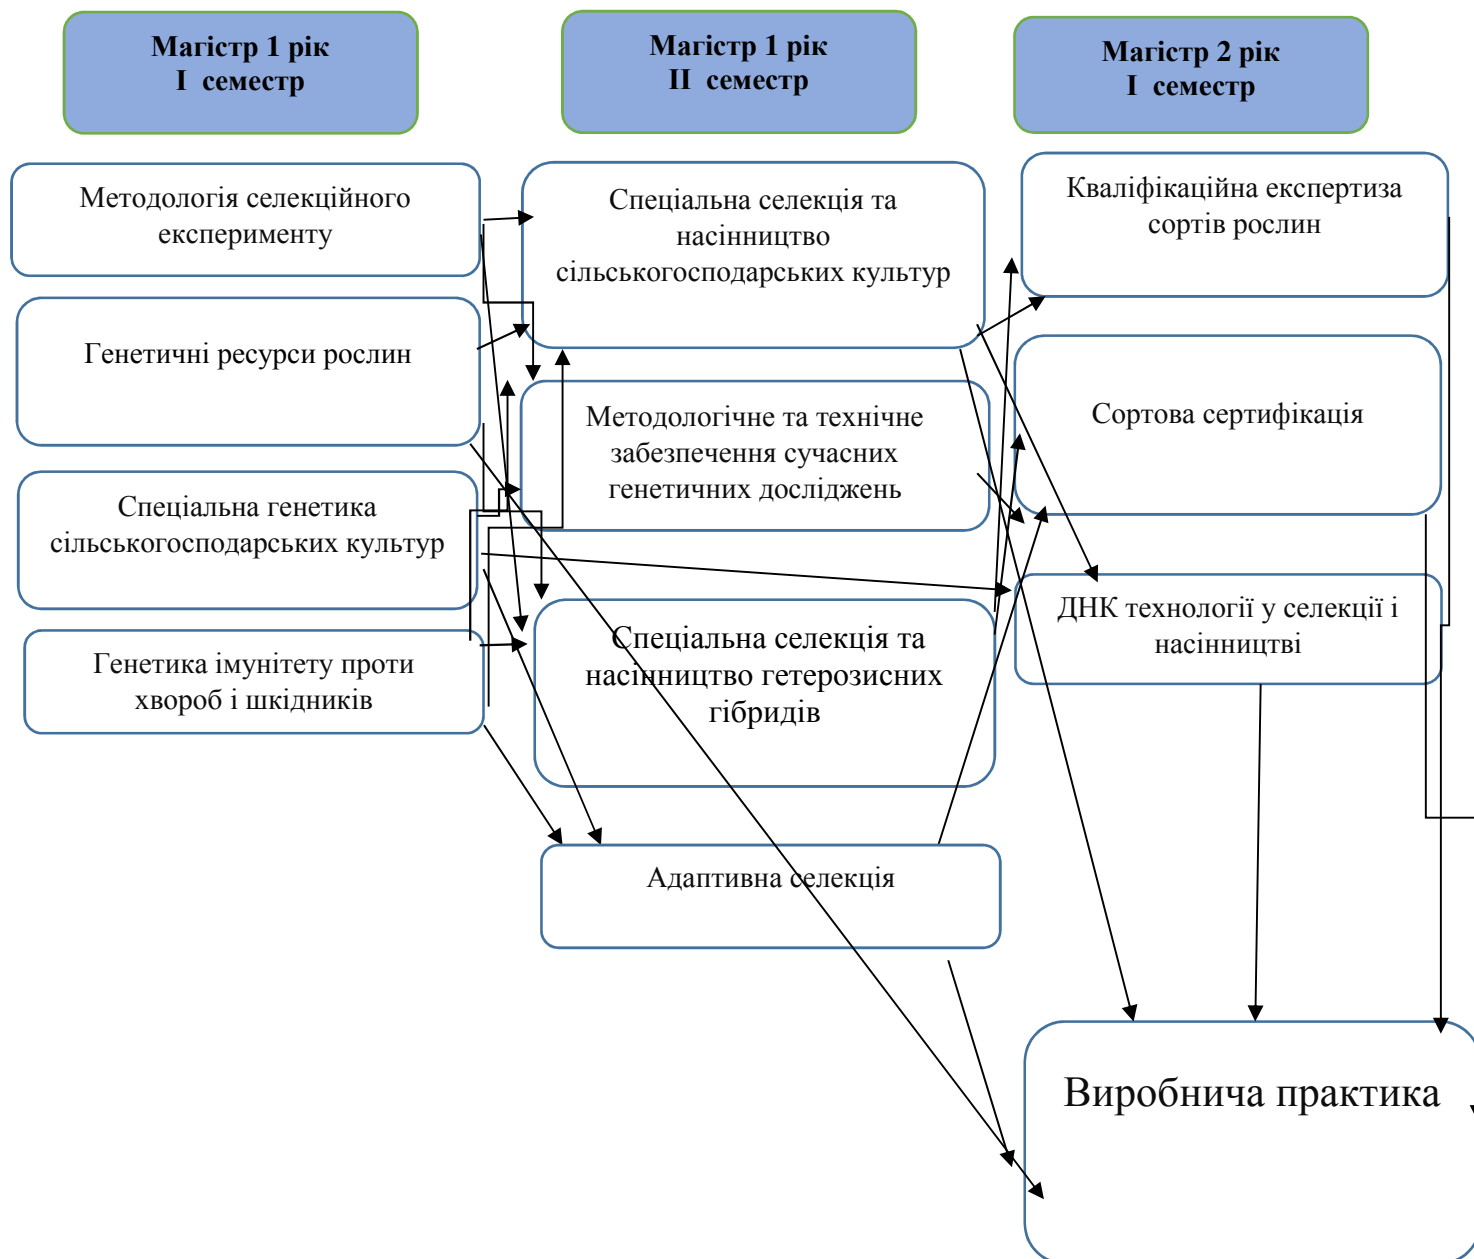 Магістр 1 рік
І семестр
Магістр 1 рік
ІІ семестр
Магістр 2 рік
І семестр
Методологія селекційного
експерименту
Генетичні ресурси рослин
Спеціальна генетика
сільськогосподарських культур
Генетика імунітету проти
хвороб і шкідників
Спеціальна селекція та
насінництво
сільськогосподарських культур
Методологічне та технічне
забезпечення сучасних
генетичних досліджень
Спеціальна селекція та
насінництво гетерозисних
гібридів
Адаптивна селекція
Кваліфікаційна експертиза
сортів рослин
Сортова сертифікація
ДНК технології у селекції і
насінництві
Виробнича практика